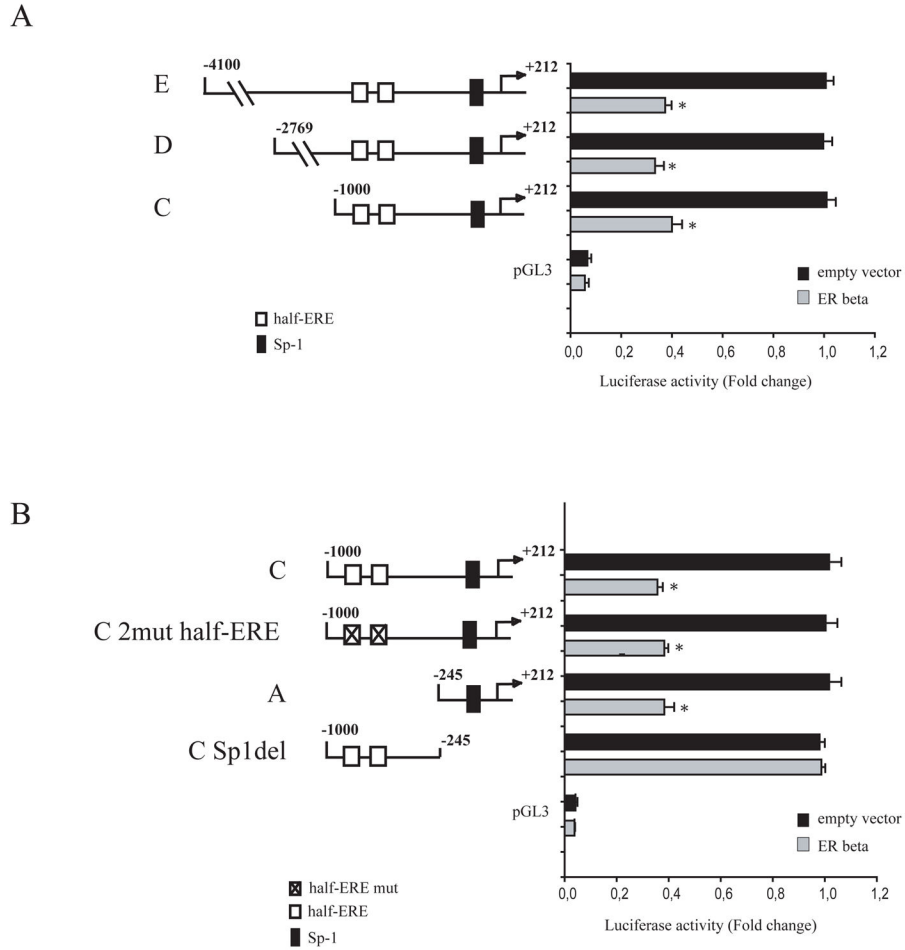 A
-4100
+212
E
*
-2769
+212
D
*
-1000
+212
C
*
pGL3
empty vector
ER beta
half-ERE
Sp-1
0,0 0,2 0,4 0,6 0,8 1,0 1,2
Luciferase activity (Fold change)
B
-1000
+212
C
*
-1000
+212
C 2mut half-ERE
*
-245
+212
A
*
-1000
-245
C Sp1del
pGL3
empty vector
ER beta
0,0 0,2 0,4 0,6 0,8 1,0 1,2
half-ERE mut
half-ERE
Sp-1
Luciferase activity (Fold change)